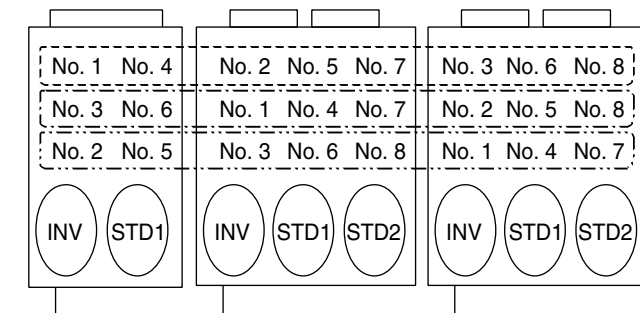 No. 1 No. 4 No. 2 No. 5 No. 7 No. 3 No. 6 No. 8
No. 3 No. 6 No. 1 No. 4 No. 7 No. 2 No. 5 No. 8
No. 2 No. 5 No. 3 No. 6 No. 8 No. 1 No. 4 No. 7
INV STD1 INV STD1 STD2 INV STD1 STD2